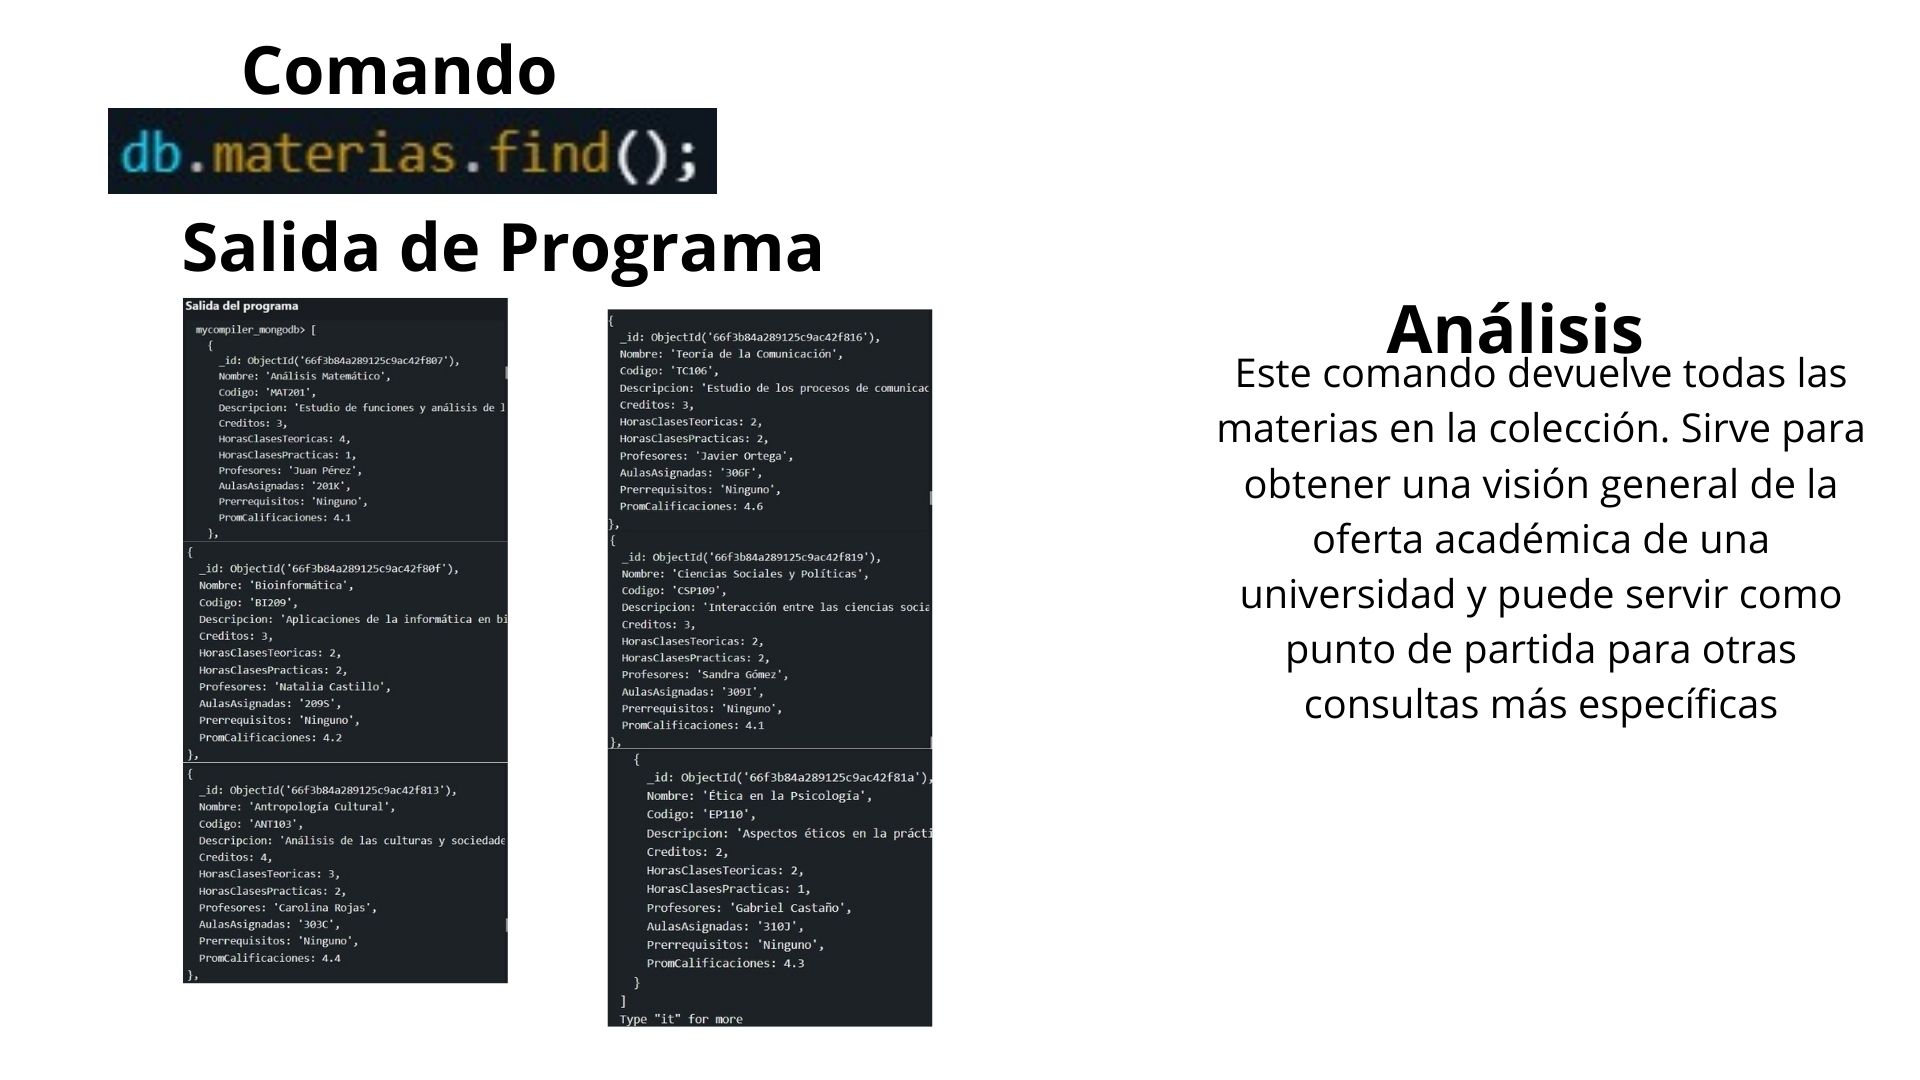 Comando
db.materias.find();
Salida de Programa
Salida del programa
mycompiler_mongodb> [
{
_id: ObjectId('66f3b84a289125c9ac42f807'),
Nombre: 'Análisis Matemático',
Codigo: 'MAT201',
Descripcion: 'Estudio de funciones y análisis de l
Creditos: 3,
HorasClasesTeoricas: 4,
HorasClasesPracticas: 1,
Profesores: 'Juan Pérez',
AulasAsignadas: '201K',
Prerrequisitos: 'Ninguno',
PromCalificaciones: 4.1
},
{
_id: ObjectId('66f3b84a289125c9ac42f80f'),
Nombre: 'Bioinformática',
Codigo: 'BI209',
Descripcion: 'Aplicaciones de la informática en bi
Creditos: 3,
HorasClasesTeoricas: 2,
HorasClasesPracticas: 2,
Profesores: 'Natalia Castillo',
AulasAsignadas: '209S',
Prerrequisitos: 'Ninguno',
PromCalificaciones: 4.2
},
{
_id: ObjectId('66f3b84a289125c9ac42f813'),
Nombre: 'Antropología Cultural',
Codigo: 'ANT103',
Descripcion: 'Análisis de las culturas y sociedade
Creditos: 4,
HorasClasesTeoricas: 3,
HorasClasesPracticas: 2,
Profesores: 'Carolina Rojas',
AulasAsignadas: '303C',
Prerrequisitos: 'Ninguno',
PromCalificaciones: 4.4
},
{
_id: ObjectId('66f3b84a289125c9ac42f816'),
Nombre: 'Teoría de la Comunicación',
Codigo: 'TC106',
Descripcion: 'Estudio de los procesos de comunicac
Creditos: 3,
HorasClasesTeoricas: 2,
HorasClasesPracticas: 2,
Profesores: 'Javier Ortega',
AulasAsignadas: '306F',
Prerrequisitos: 'Ninguno',
PromCalificaciones: 4.6
},
{
_id: ObjectId('66f3b84a289125c9ac42f819'),
Nombre: 'Ciencias Sociales y Políticas',
Codigo: 'CSP109',
Descripcion: 'Interacción entre las ciencias socia
Creditos: 3,
HorasClasesTeoricas: 2,
HorasClasesPracticas: 2,
Profesores: 'Sandra Gómez',
AulasAsignadas: '309I',
Prerrequisitos: 'Ninguno',
PromCalificaciones: 4.1
},
{
_id: ObjectId('66f3b84a289125c9ac42f81a'),
Nombre: 'Ética en la Psicología',
Codigo: 'EP110',
Descripcion: 'Aspectos éticos en la prácti
Creditos: 2,
HorasClasesTeoricas: 2,
HorasClasesPracticas: 1,
Profesores: 'Gabriel Castaño',
AulasAsignadas: '310J',
Prerrequisitos: 'Ninguno',
PromCalificaciones: 4.3
}
]
Type "it" for more
Análisis
Este comando devuelve todas las
materias en la colección. Sirve para
obtener una visión general de la
oferta académica de una
universidad y puede servir como
punto de partida para otras
consultas más específicas